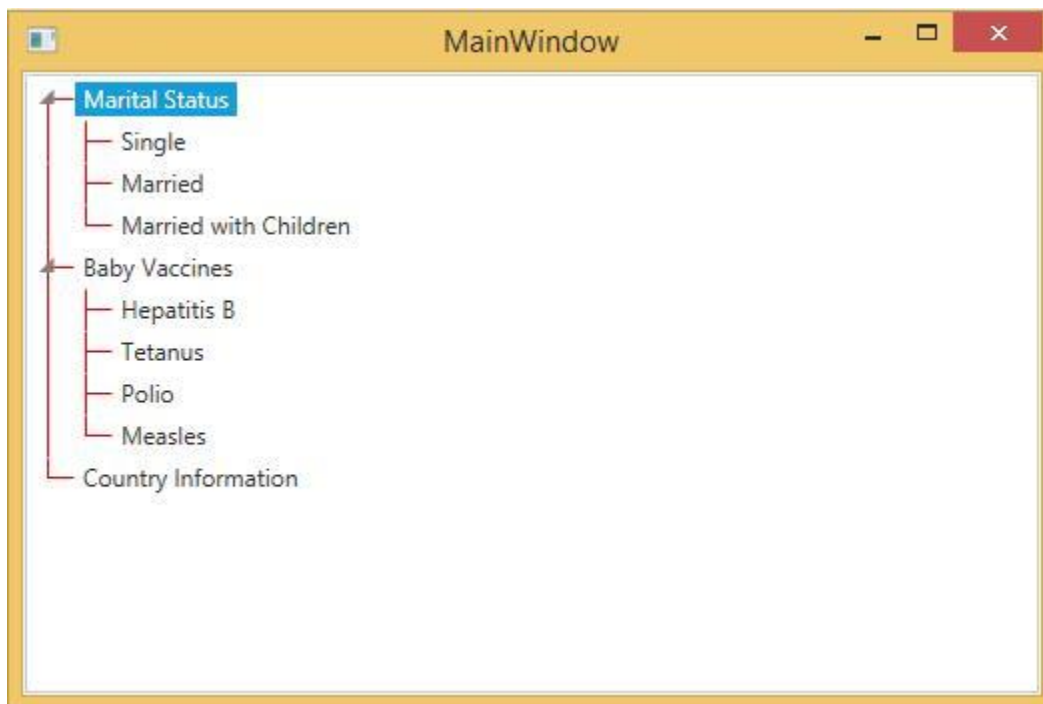 MainWindow
Marital Status
Single
Married
Married with Children
Baby Vaccines
Hepatitis B
Tetanus
Polio
Measles
Country Information